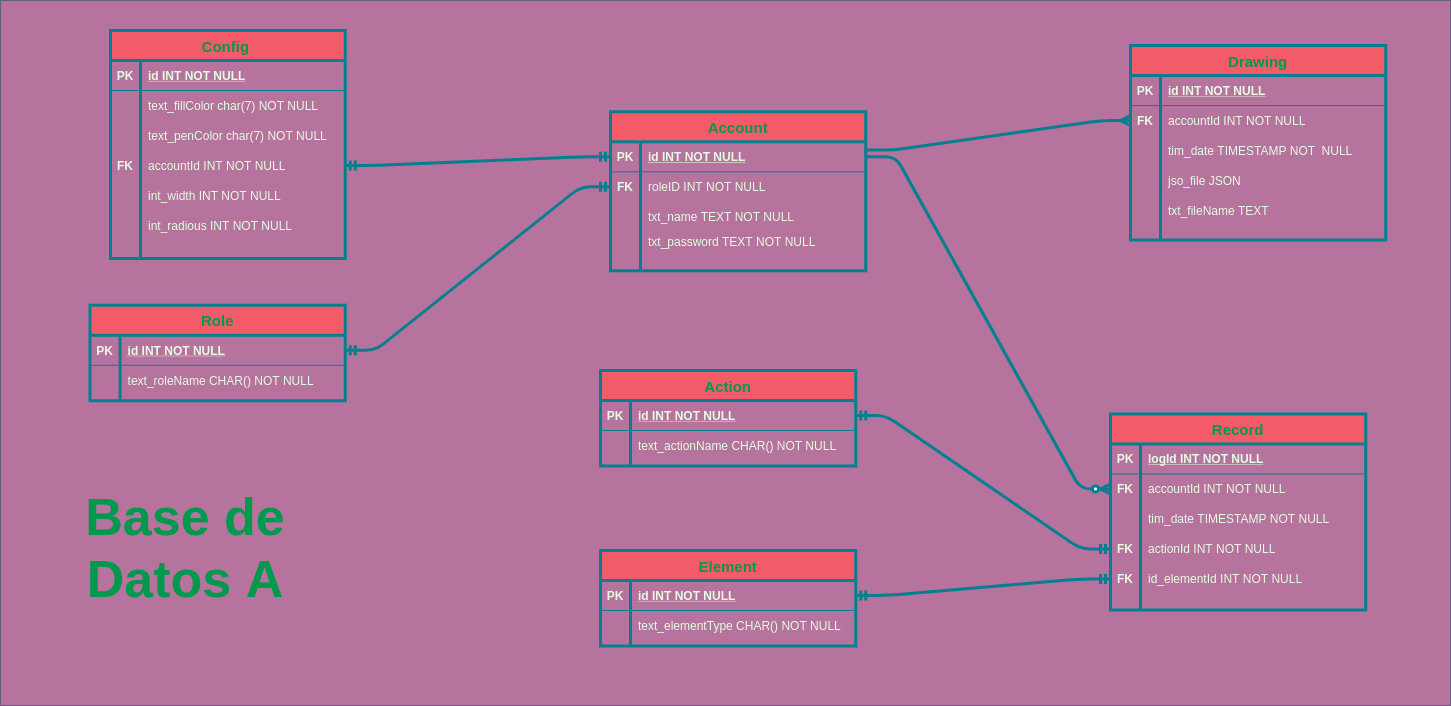 Config
PK id INT NOT NULL
text_fillColor char(7) NOT NULL
text_penColor char(7) NOT NULL
FK accountId INT NOT NULL
int_width INT NOT NULL
int_radious INT NOT NULL
Role
PK id INT NOT NULL
text_roleName CHAR() NOT NULL
Base de
Datos A
Account
PK id INT NOT NULL
FK roleID INT NOT NULL
txt_name TEXT NOT NULL
txt_password TEXT NOT NULL
Action
PK id INT NOT NULL
text_actionName CHAR() NOT NULL
Element
PK id INT NOT NULL
text_elementType CHAR() NOT NULL
Drawing
PK id INT NOT NULL
FK accountId INT NOT NULL
tim_date TIMESTAMP NOT  NULL
jso_file JSON
txt_fileName TEXT
Record
PK logId INT NOT NULL
FK accountId INT NOT NULL
tim_date TIMESTAMP NOT NULL
FK actionId INT NOT NULL
FK id_elementId INT NOT NULL